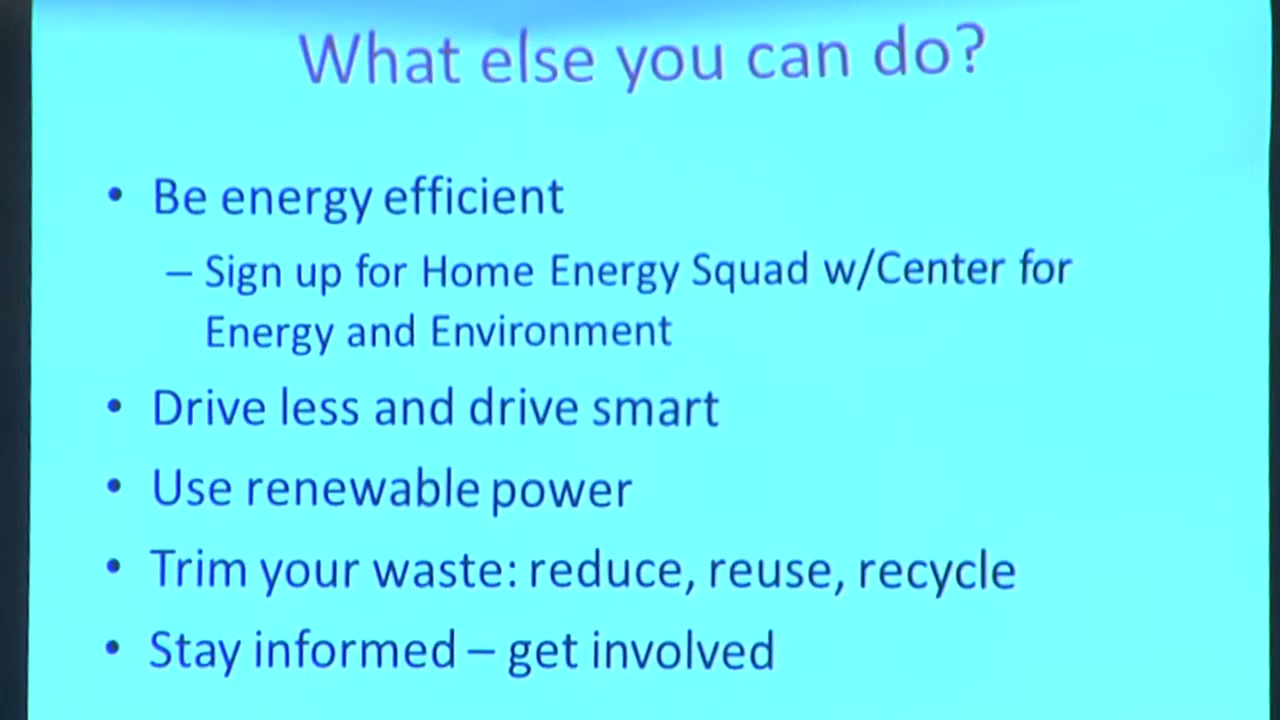 What else you can do?
• Be energy efficient
– Sign up for Home Energy Squad w/Center for
Energy and Environment
• Drive less and drive smart
• Use renewable power
• Trim your waste: reduce, reuse, recycle
• Stay informed – get involved